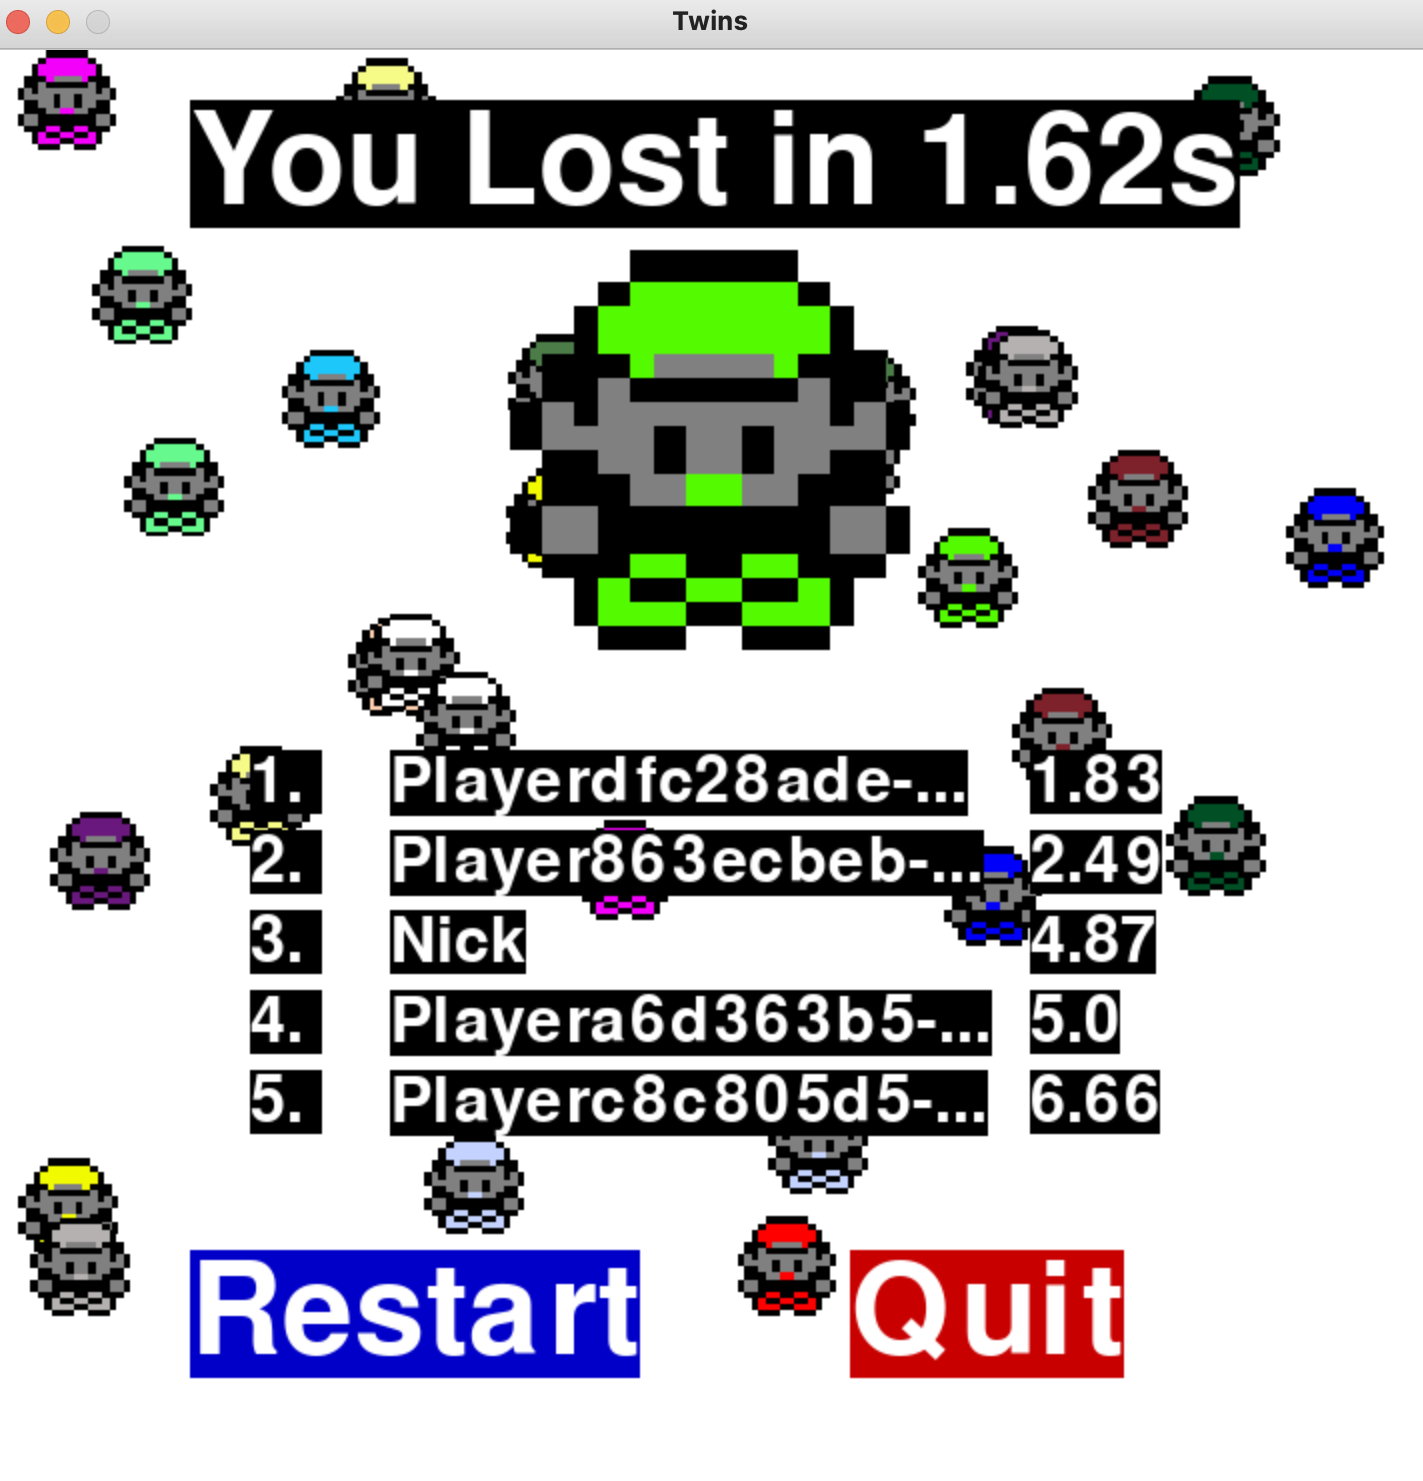 Twins
You Lost in 1.62s
1. Playerdfc28ade-... 1.83
2. Player863ecbeb-... 2.49
3. Nick 4.87
4. Playera6d363b5-... 5.0
5. Playerc8c805d5-... 6.66
Restart Quit